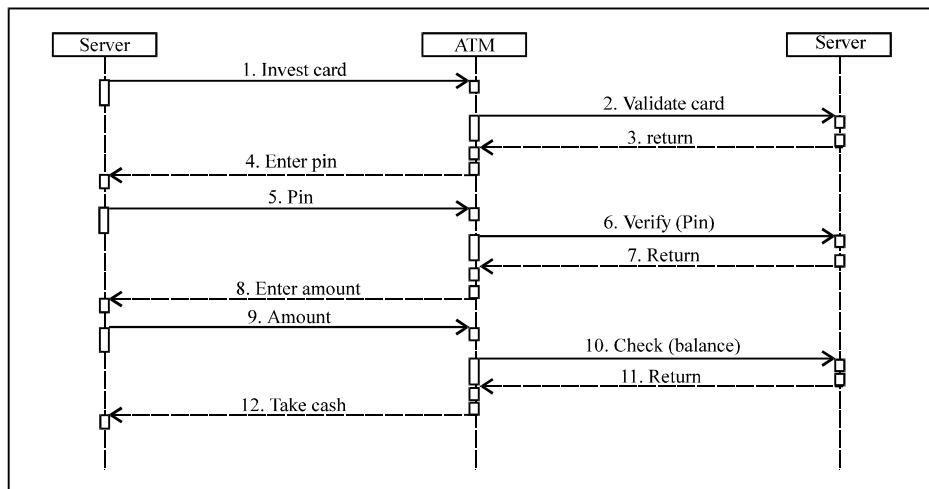 Server
ATM
Server
1. Invest card
2. Validate card
3. return
4. Enter pin
5. Pin
6. Verify (Pin)
7. Return
8. Enter amount
9. Amount
10. Check (balance)
11. Return
12. Take cash